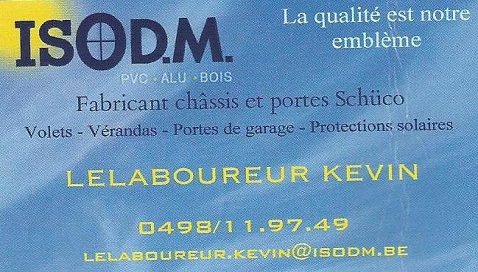 ISOD.M.
PVC - ALU - BOIS
La qualité est notre
emblème
Fabricant châssis et portes Schüco
Volets - Vérandas - Portes de garage - Protections solaires
LELABOUREUR KEVIN
0498/11.97.49
LELABOUREUR.KEVIN@ISODM.BE